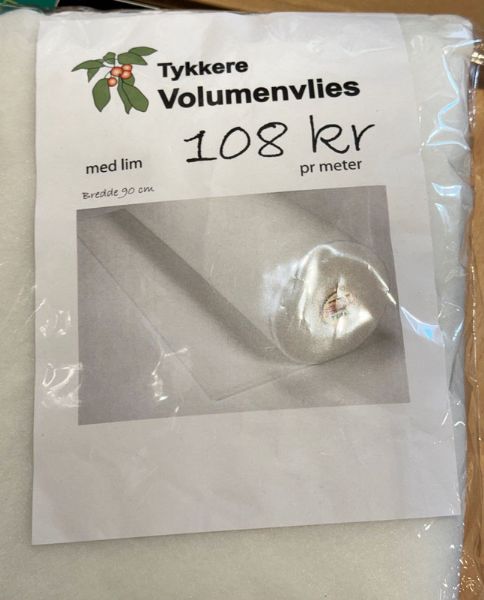 Tykkere
Volumenvlies
108 kr
med lim
pr meter
Bredde 90 cm